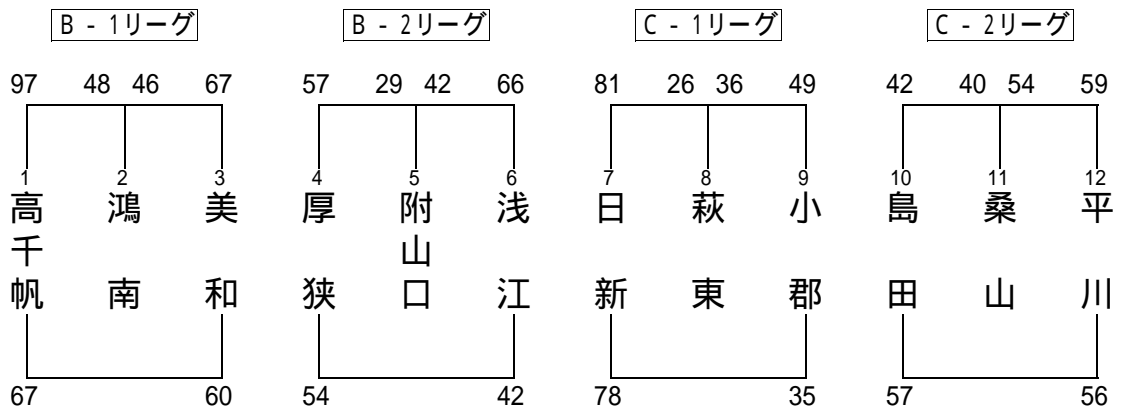 B - 1リーグ B - 2リーグ C - 1リーグ C - 2リーグ
97 48 46 67 57 29 42 66 81 26 36 49 42 40 54 59
1 2 3 4 5 6 7 8 9 10 11 12
高千帆 鴻南 美和 厚狭 附山口 浅江 日新 萩東 小郡 島田 桑山 平川
67 60 54 42 78 35 57 56